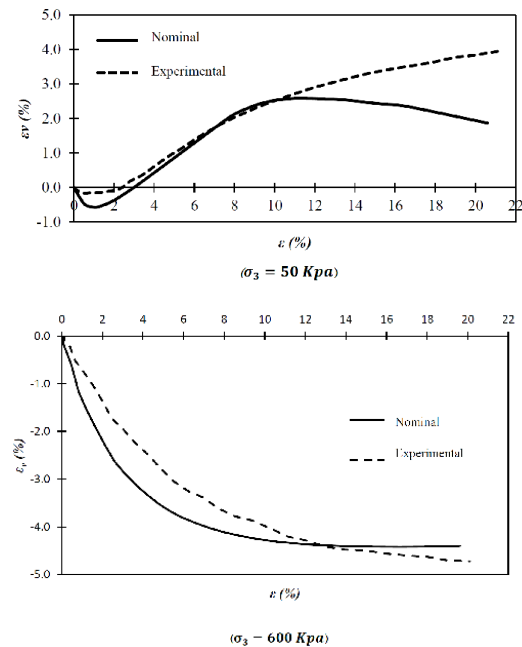 5.0
4.0
3.0
2.0
1.0
0.0
-1.0
εv (%)
Nominal
Experimental
0 2 4 6 8 10 12 14 16 18 20 22
ε (%)
(σ₃ = 50 Kpa)
0 2 4 6 8 10 12 14 16 18 20 22
0.0
-1.0
-2.0
-3.0
-4.0
-5.0
εᵥ (%)
Nominal
Experimental
ε (%)
(σ₃ – 600 Kpa)